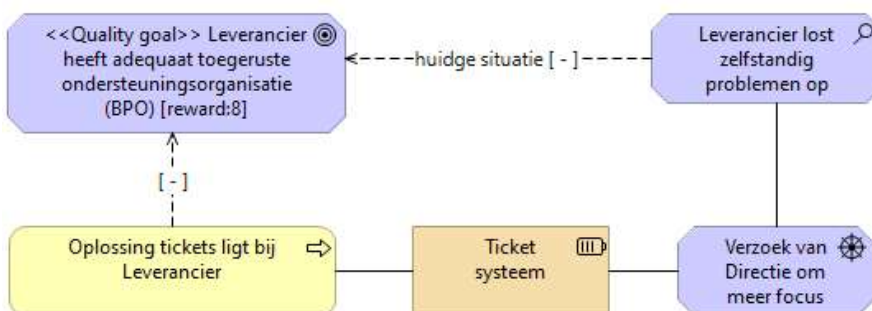 <<Quality goal>> Leverancier
heeft adequaat toegeruste
ondersteuningsorganisatie
(BPO) [reward:8]
huidge situatie [ - ]
Leverancier lost
zelfstandig
problemen op
[ - ]
Oplossing tickets ligt bij
Leverancier
Ticket
systeem
Verzoek van
Directie om
meer focus